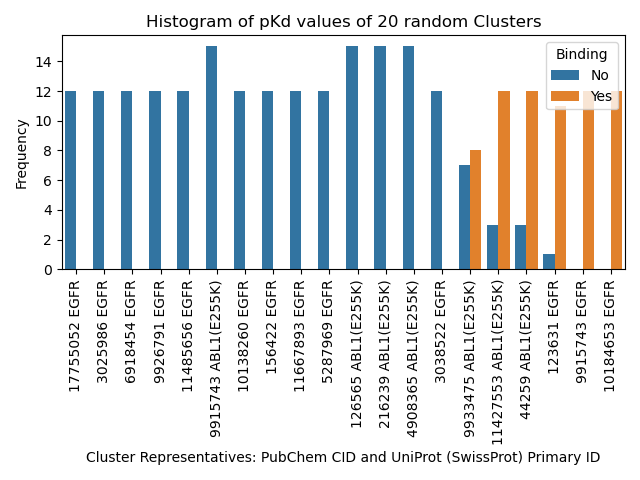 Histogram of pKd values of 20 random Clusters
Binding
No
Yes
Frequency
14
12
10
8
6
4
2
0
17755052 EGFR
3025986 EGFR
6918454 EGFR
9926791 EGFR
11485656 EGFR
9915743 ABL1(E255K)
10138260 EGFR
156422 EGFR
11667893 EGFR
5287969 EGFR
126565 ABL1(E255K)
216239 ABL1(E255K)
4908365 ABL1(E255K)
3038522 EGFR
9933475 ABL1(E255K)
11427553 ABL1(E255K)
44259 ABL1(E255K)
123631 EGFR
9915743 EGFR
10184653 EGFR
Cluster Representatives: PubChem CID and UniProt (SwissProt) Primary ID